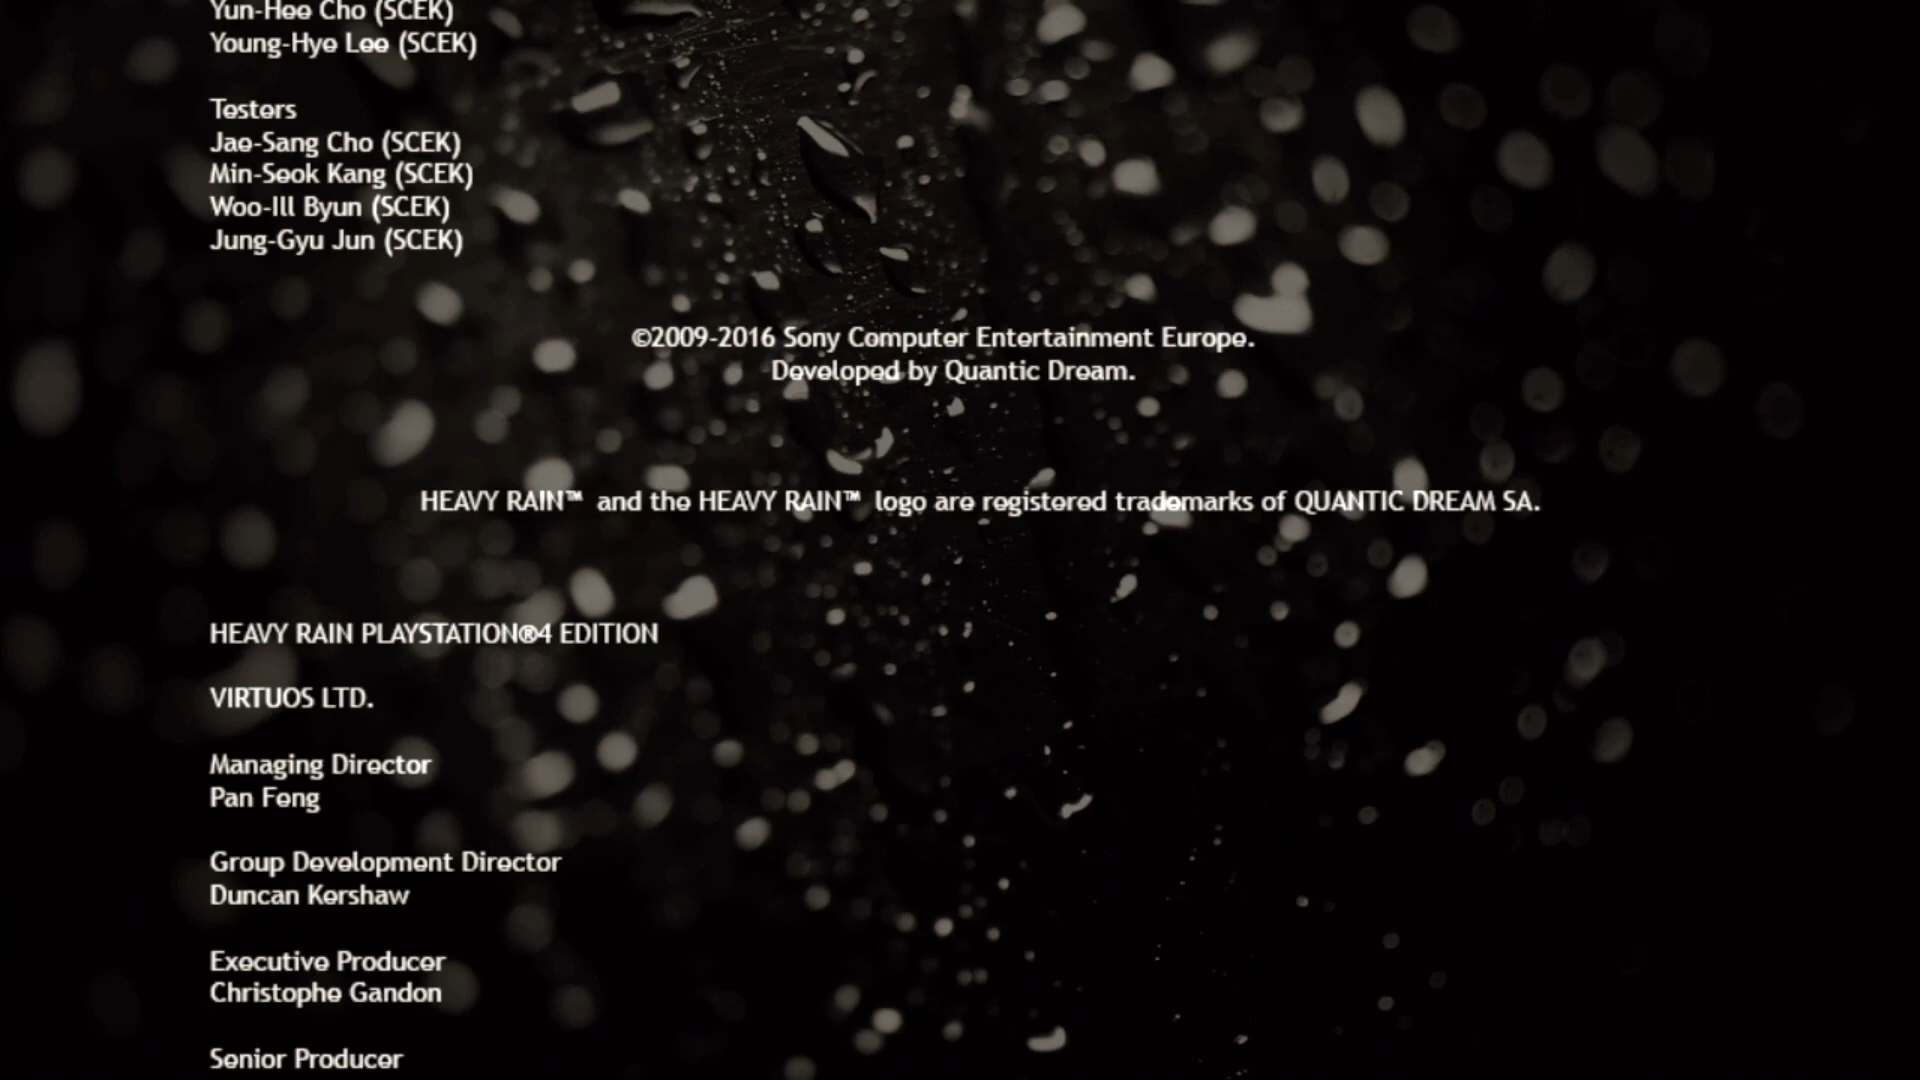 Yun-Hee Cho (SCEK)
Young-Hye Lee (SCEK)
Testers
Jae-Sang Cho (SCEK)
Min-Seok Kang (SCEK)
Woo-Ill Byun (SCEK)
Jung-Gyu Jun (SCEK)
©2009-2016 Sony Computer Entertainment Europe.
Developed by Quantic Dream.
HEAVY RAIN™ and the HEAVY RAIN™ logo are registered trademarks of QUANTIC DREAM SA.
HEAVY RAIN PLAYSTATION®4 EDITION
VIRTUOS LTD.
Managing Director
Pan Feng
Group Development Director
Duncan Kershaw
Executive Producer
Christophe Gandon
Senior Producer